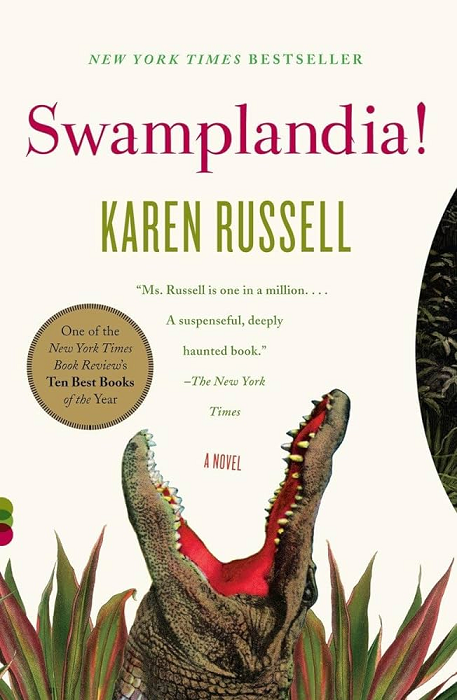 NEW YORK TIMES BESTSELLER
Swamplandia!
KAREN RUSSELL
“Ms. Russell is one in a million. . . .
A suspenseful, deeply
haunted book.”
–The New York
Times
One of the
New York Times
Book Review’s
Ten Best Books
of the Year
A NOVEL